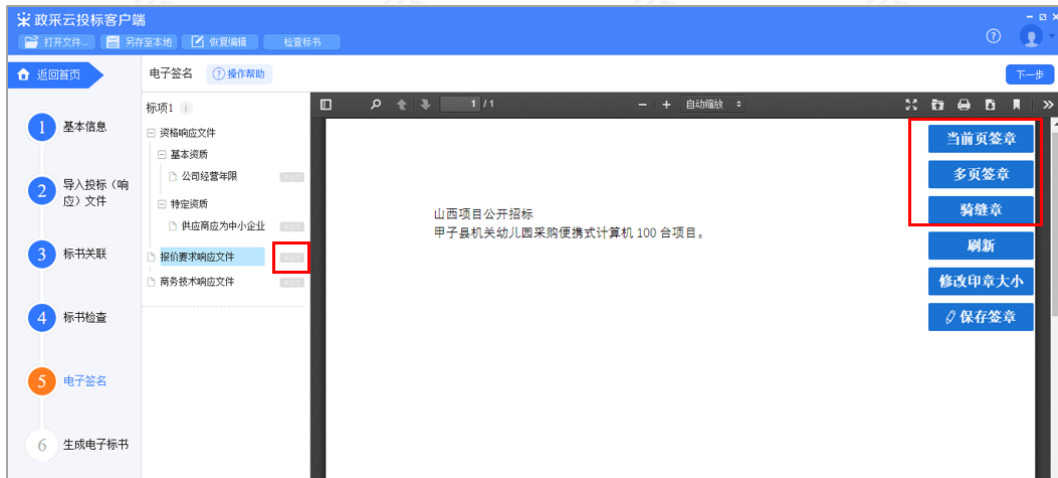 政采云投标客户端
打开文件... 另存至本地 恢复编辑 检查标书
返回首页 电子签名 操作帮助 下一步
标项1
1 / 1
自动缩放
1 基本信息
2 导入投标（响应）文件
3 标书关联
4 标书检查
5 电子签名
6 生成电子标书
资格响应文件
基本资质
公司经营年限
特定资质
供应商应为中小企业
报价要求响应文件
商务技术响应文件
山西项目公开招标
甲子县机关幼儿园采购便携式计算机 100 台项目。
当前页签章
多页签章
骑缝章
刷新
修改印章大小
保存签章